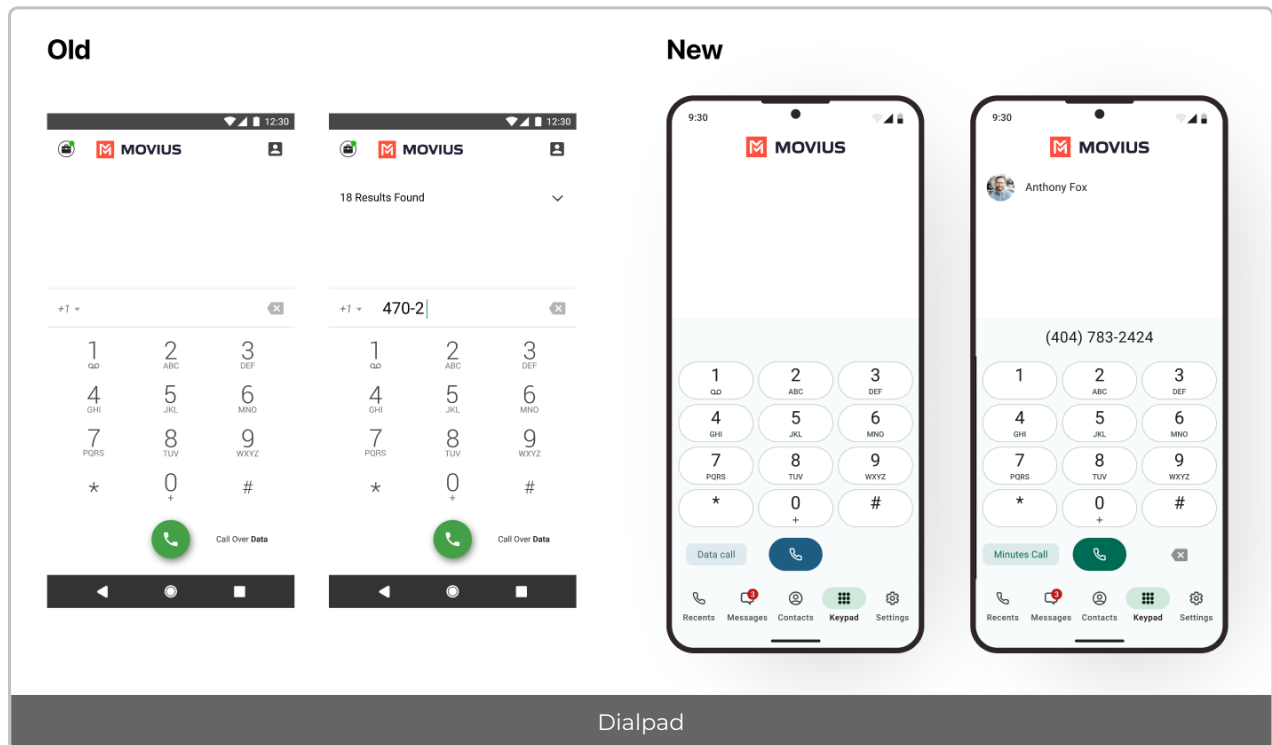 Old
12:30
MOVIUS
+1
1 2 3
ABC DEF
4 5 6
GHI JKL MNO
7 8 9
PQRS TUV WXYZ
* 0 #
+
Call Over Data
12:30
MOVIUS
18 Results Found
+1 470-2
1 2 3
ABC DEF
4 5 6
GHI JKL MNO
7 8 9
PQRS TUV WXYZ
* 0 #
+
Call Over Data
New
9:30
MOVIUS
1 2 3
ABC DEF
4 5 6
GHI JKL MNO
7 8 9
PQRS TUV WXYZ
* 0 #
+
Data call
3
Recents Messages Contacts Keypad Settings
9:30
MOVIUS
Anthony Fox
(404) 783-2424
1 2 3
ABC DEF
4 5 6
GHI JKL MNO
7 8 9
PQRS TUV WXYZ
* 0 #
+
Minutes Call
3
Recents Messages Contacts Keypad Settings
Dialpad